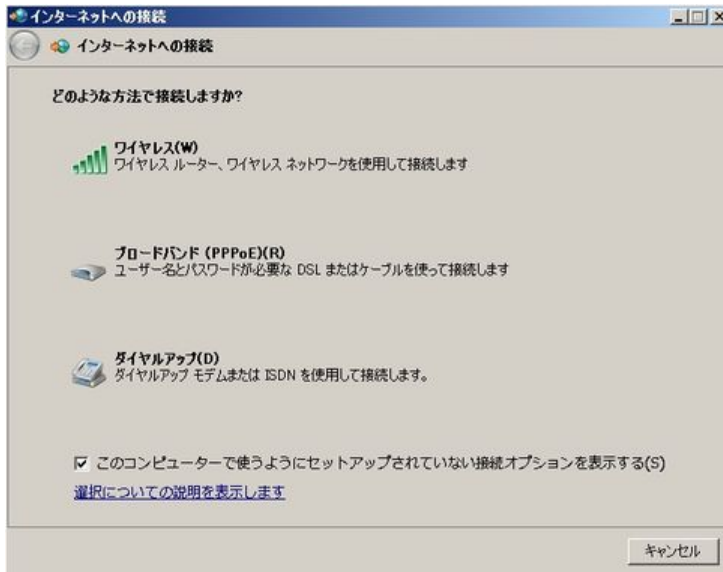 インターネットへの接続
インターネットへの接続
どのような方法で接続しますか?
ワイヤレス(W)
ワイヤレス ルーター、ワイヤレス ネットワークを使用して接続します
ブロードバンド (PPPoE)(R)
ユーザー名とパスワードが必要な DSL またはケーブルを使って接続します
ダイヤルアップ(D)
ダイヤルアップ モデムまたは ISDN を使用して接続します。
このコンピューターで使うようにセットアップされていない接続オプションを表示する(S)
選択についての説明を表示します
キャンセル